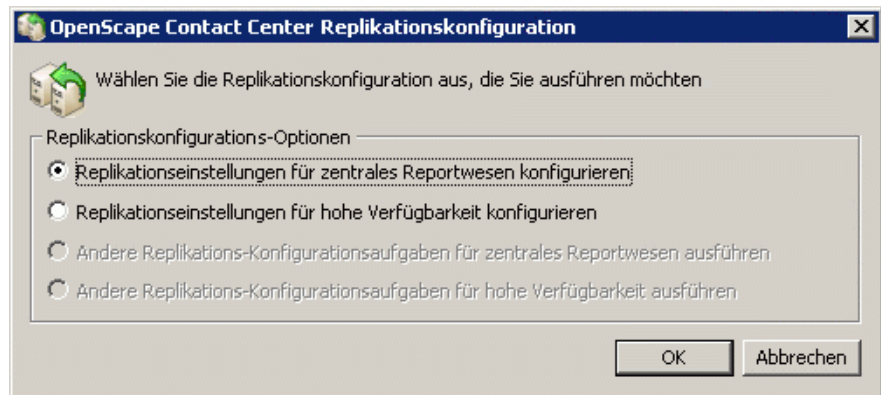 OpenScape Contact Center Replikationskonfiguration
Wählen Sie die Replikationskonfiguration aus, die Sie ausführen möchten
Replikationskonfigurations-Optionen
Replikationseinstellungen für zentrales Reportwesen konfigurieren
Replikationseinstellungen für hohe Verfügbarkeit konfigurieren
Andere Replikations-Konfigurationsaufgaben für zentrales Reportwesen ausführen
Andere Replikations-Konfigurationsaufgaben für hohe Verfügbarkeit ausführen
OK Abbrechen